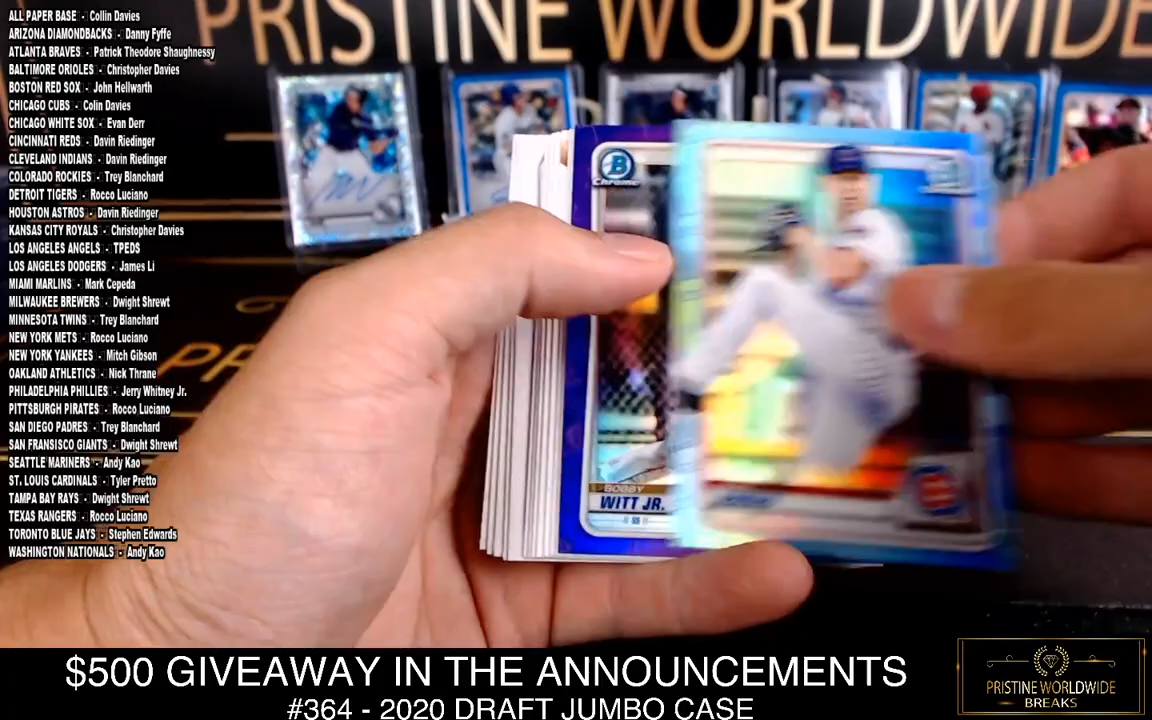 PRISTINE WORLDWIDE
ALL PAPER BASE - Collin Davies
ARIZONA DIAMONDBACKS - Danny Fyffe
ATLANTA BRAVES - Patrick Theodore Shaughnessy
BALTIMORE ORIOLES - Christopher Davies
BOSTON RED SOX - John Hellwarth
CHICAGO CUBS - Colin Davies
CHICAGO WHITE SOX - Evan Derr
CINCINNATI REDS - Davin Riedinger
CLEVELAND INDIANS - Davin Riedinger
COLORADO ROCKIES - Trey Blanchard
DETROIT TIGERS - Rocco Luciano
HOUSTON ASTROS - Davin Riedinger
KANSAS CITY ROYALS - Christopher Davies
LOS ANGELES ANGELS - TPEDS
LOS ANGELES DODGERS - James Li
MIAMI MARLINS - Mark Cepeda
MILWAUKEE BREWERS - Dwight Shrewt
MINNESOTA TWINS - Trey Blanchard
NEW YORK METS - Rocco Luciano
NEW YORK YANKEES - Mitch Gibson
OAKLAND ATHLETICS - Nick Thrane
PHILADELPHIA PHILLIES - Jerry Whitney Jr.
PITTSBURGH PIRATES - Rocco Luciano
SAN DIEGO PADRES - Trey Blanchard
SAN FRANSISCO GIANTS - Dwight Shrewt
SEATTLE MARINERS - Andy Kao
ST. LOUIS CARDINALS - Tyler Pretto
TAMPA BAY RAYS - Dwight Shrewt
TEXAS RANGERS - Rocco Luciano
TORONTO BLUE JAYS - Stephen Edwards
WASHINGTON NATIONALS - Andy Kao
B
Chrome
BOBBY
WITT JR.
SS
$500 GIVEAWAY IN THE ANNOUNCEMENTS
#364 - 2020 DRAFT JUMBO CASE
PRISTINE WORLDWIDE
BREAKS